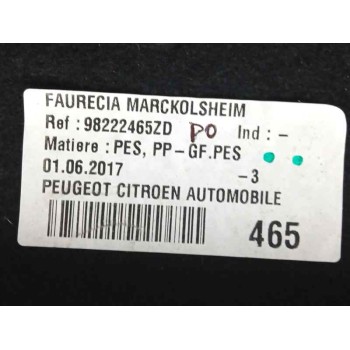 FAURECIA MARCKOLSHEIM
Ref : 98222465ZD PO Ind : -
Matiere : PES, PP-GF.PES
01.06.2017 -3
PEUGEOT CITROEN AUTOMOBILE
465